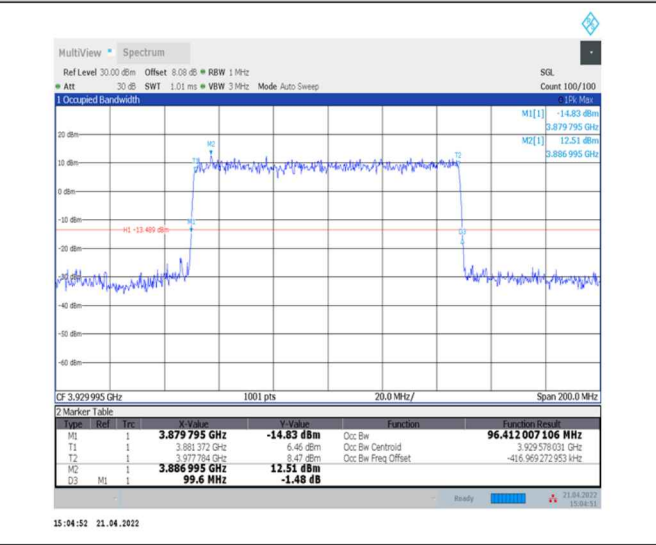 MultiView Spectrum
Ref Level 30.00 dBm Offset 8.08 dB RBW 1 MHz SGL
Att 30 dB SWT 1.01 ms VBW 3 MHz Mode Auto Sweep Count 100/100
1 Occupied Bandwidth 1Pk Max
M1[1] -14.83 dBm
3.879 795 GHz
M2[1] 12.51 dBm
3.886 995 GHz
20 dBm
M2
T1 T2
10 dBm
0 dBm
-10 dBm
M1
H1 -13.489 dBm
D3
-20 dBm
-30 dBm
-40 dBm
-50 dBm
-60 dBm
CF 3.929 995 GHz 1001 pts 20.0 MHz/ Span 200.0 MHz
2 Marker Table
Type Ref Trc X-Value Y-Value Function Function Result
M1 1 3.879 795 GHz -14.83 dBm Occ Bw 96.412 007 106 MHz
T1 1 3.881 372 GHz 6.46 dBm Occ Bw Centroid 3.929 578 031 GHz
T2 1 3.977 784 GHz 8.47 dBm Occ Bw Freq Offset -416.969 272 953 kHz
M2 1 3.886 995 GHz 12.51 dBm
D3 M1 1 99.6 MHz -1.48 dB
Ready 21.04.2022
15:04:51
15:04:52 21.04.2022